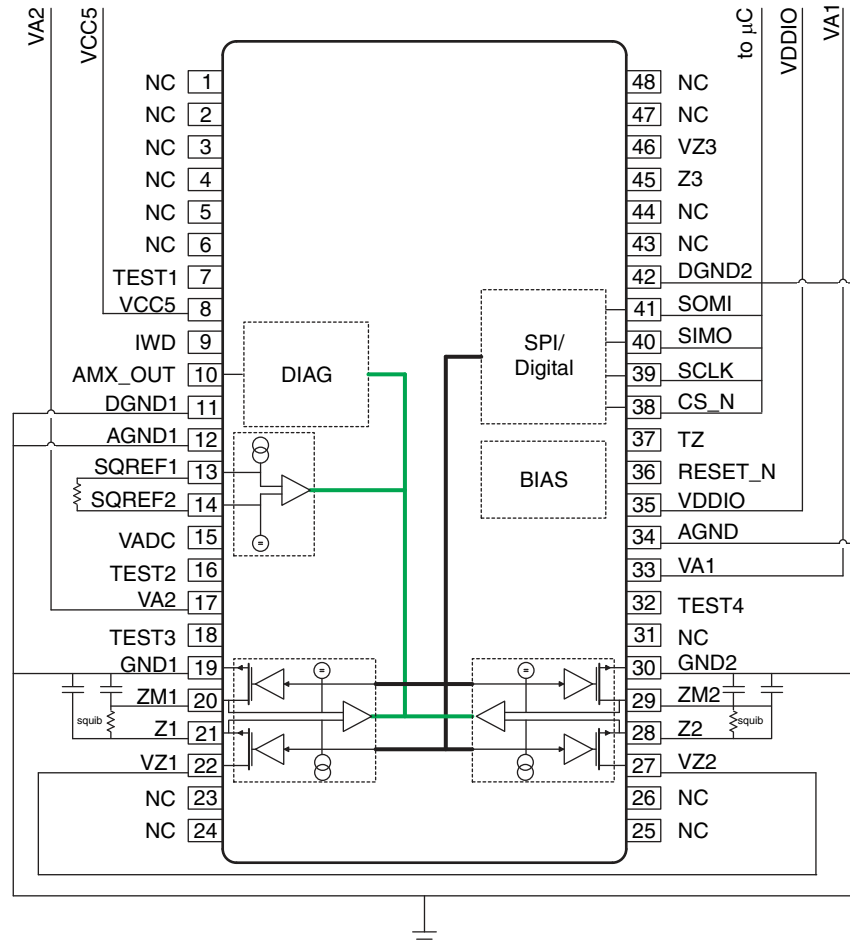 VA2
VCC5
to μC
VDDIO
VA1
NC 1
NC 2
NC 3
NC 4
NC 5
NC 6
TEST1 7
VCC5 8
IWD 9
AMX_OUT 10
DGND1 11
AGND1 12
SQREF1 13
SQREF2 14
VADC 15
TEST2 16
VA2 17
TEST3 18
GND1 19
ZM1 20
squib
Z1 21
VZ1 22
NC 23
NC 24
DIAG
=
SPI/
Digital
BIAS
=
=
48 NC
47 NC
46 VZ3
45 Z3
44 NC
43 NC
42 DGND2
41 SOMI
40 SIMO
39 SCLK
38 CS_N
37 TZ
36 RESET_N
35 VDDIO
34 AGND
33 VA1
32 TEST4
31 NC
30 GND2
29 ZM2
squib
28 Z2
27 VZ2
26 NC
25 NC